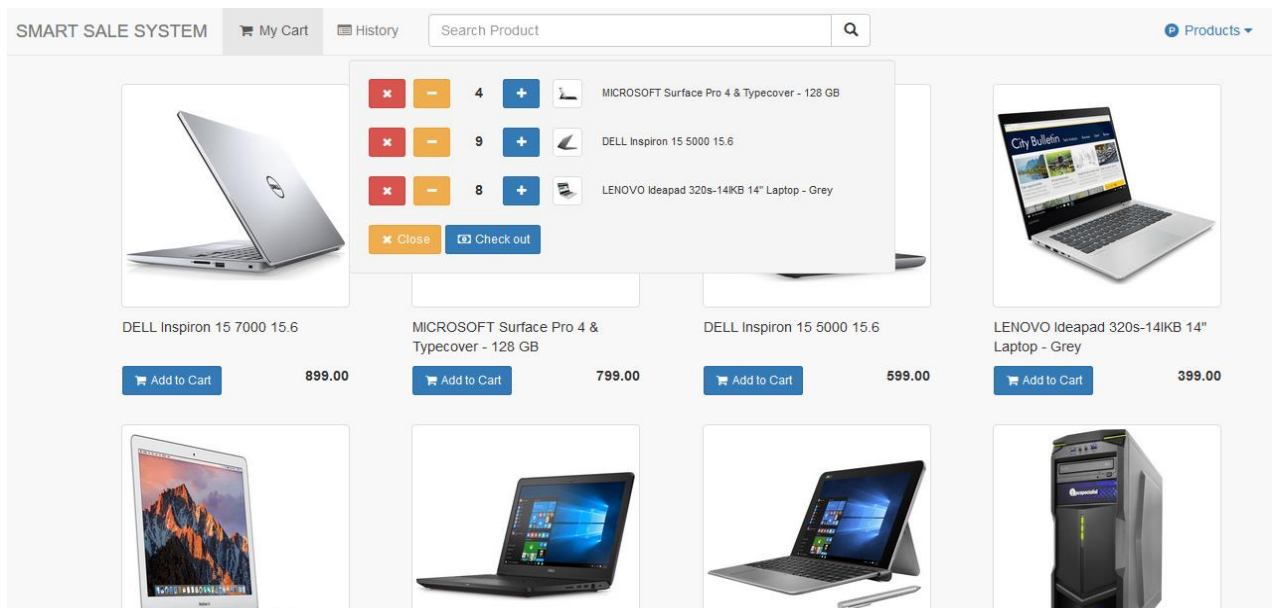 SMART SALE SYSTEM My Cart History Search Product Products
4 MICROSOFT Surface Pro 4 & Typecover - 128 GB
9 DELL Inspiron 15 5000 15.6
8 LENOVO Ideapad 320s-14IKB 14" Laptop - Grey
Close Check out
City Bulletin
DELL
DELL Inspiron 15 7000 15.6
MICROSOFT Surface Pro 4 &
Typecover - 128 GB
DELL Inspiron 15 5000 15.6
LENOVO Ideapad 320s-14IKB 14"
Laptop - Grey
Add to Cart 899.00
Add to Cart 799.00
Add to Cart 599.00
Add to Cart 399.00